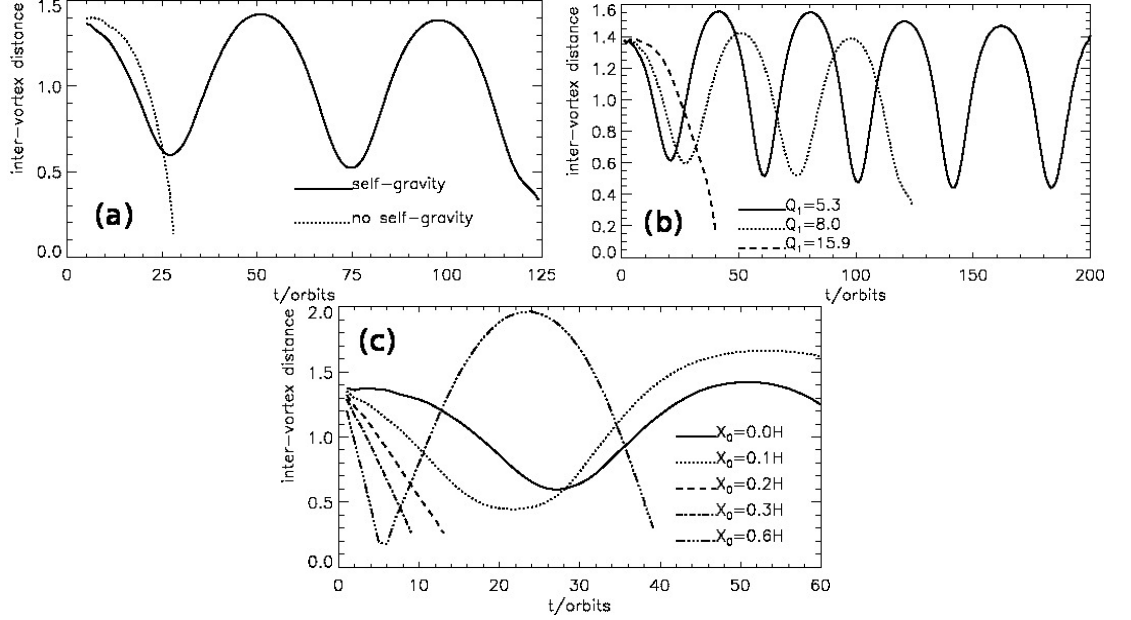 inter-vortex distance
1.5
1.0
0.5
0.0
0
25
50
75
100
125
t/orbits
(a)
self-gravity
no self-gravity
inter-vortex distance
1.6
1.4
1.2
1.0
0.8
0.6
0.4
0.2
0.0
0
50
100
150
200
t/orbits
(b)
Q₁=5.3
Q₁=8.0
Q₁=15.9
inter-vortex distance
2.0
1.5
1.0
0.5
0.0
0
10
20
30
40
50
60
t/orbits
(c)
X₀=0.0H
X₀=0.1H
X₀=0.2H
X₀=0.3H
X₀=0.6H